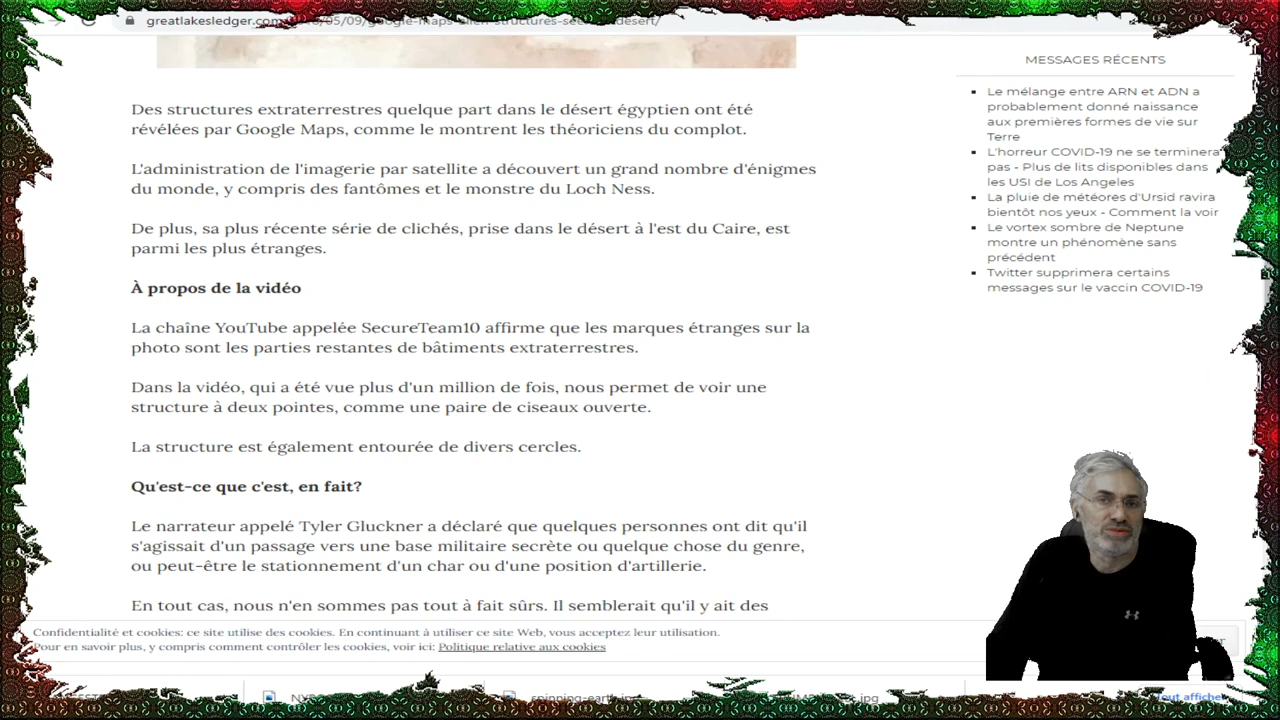 greatlakesledger.com
MESSAGES RÉCENTS
Des structures extraterrestres quelque part dans le désert égyptien ont été
révélées par Google Maps, comme le montrent les théoriciens du complot.
L'administration de l'imagerie par satellite a découvert un grand nombre d'énigmes
du monde, y compris des fantômes et le monstre du Loch Ness.
De plus, sa plus récente série de clichés, prise dans le désert à l'est du Caire, est
parmi les plus étranges.
À propos de la vidéo
La chaîne YouTube appelée SecureTeam10 affirme que les marques étranges sur la
photo sont les parties restantes de bâtiments extraterrestres.
Dans la vidéo, qui a été vue plus d'un million de fois, nous permet de voir une
structure à deux pointes, comme une paire de ciseaux ouverte.
La structure est également entourée de divers cercles.
Qu'est-ce que c'est, en fait?
Le narrateur appelé Tyler Gluckner a déclaré que quelques personnes ont dit qu'il
s'agissait d'un passage vers une base militaire secrète ou quelque chose du genre,
ou peut-être le stationnement d'un char ou d'une position d'artillerie.
En tout cas, nous n'en sommes pas tout à fait sûrs. Il semblerait qu'il y ait des
Le mélange entre ARN et ADN a
probablement donné naissance
aux premières formes de vie sur
Terre
L'horreur COVID-19 ne se terminera
pas - Plus de lits disponibles dans
les USI de Los Angeles
La pluie de météores d'Ursid ravira
bientôt nos yeux - Comment la voir
Le vortex sombre de Neptune
montre un phénomène sans
précédent
Twitter supprimera certains
messages sur le vaccin COVID-19
Confidentialité et cookies: ce site utilise des cookies. En continuant à utiliser ce site Web, vous acceptez leur utilisation.
Pour en savoir plus, y compris comment contrôler les cookies, voir ici: Politique relative aux cookies